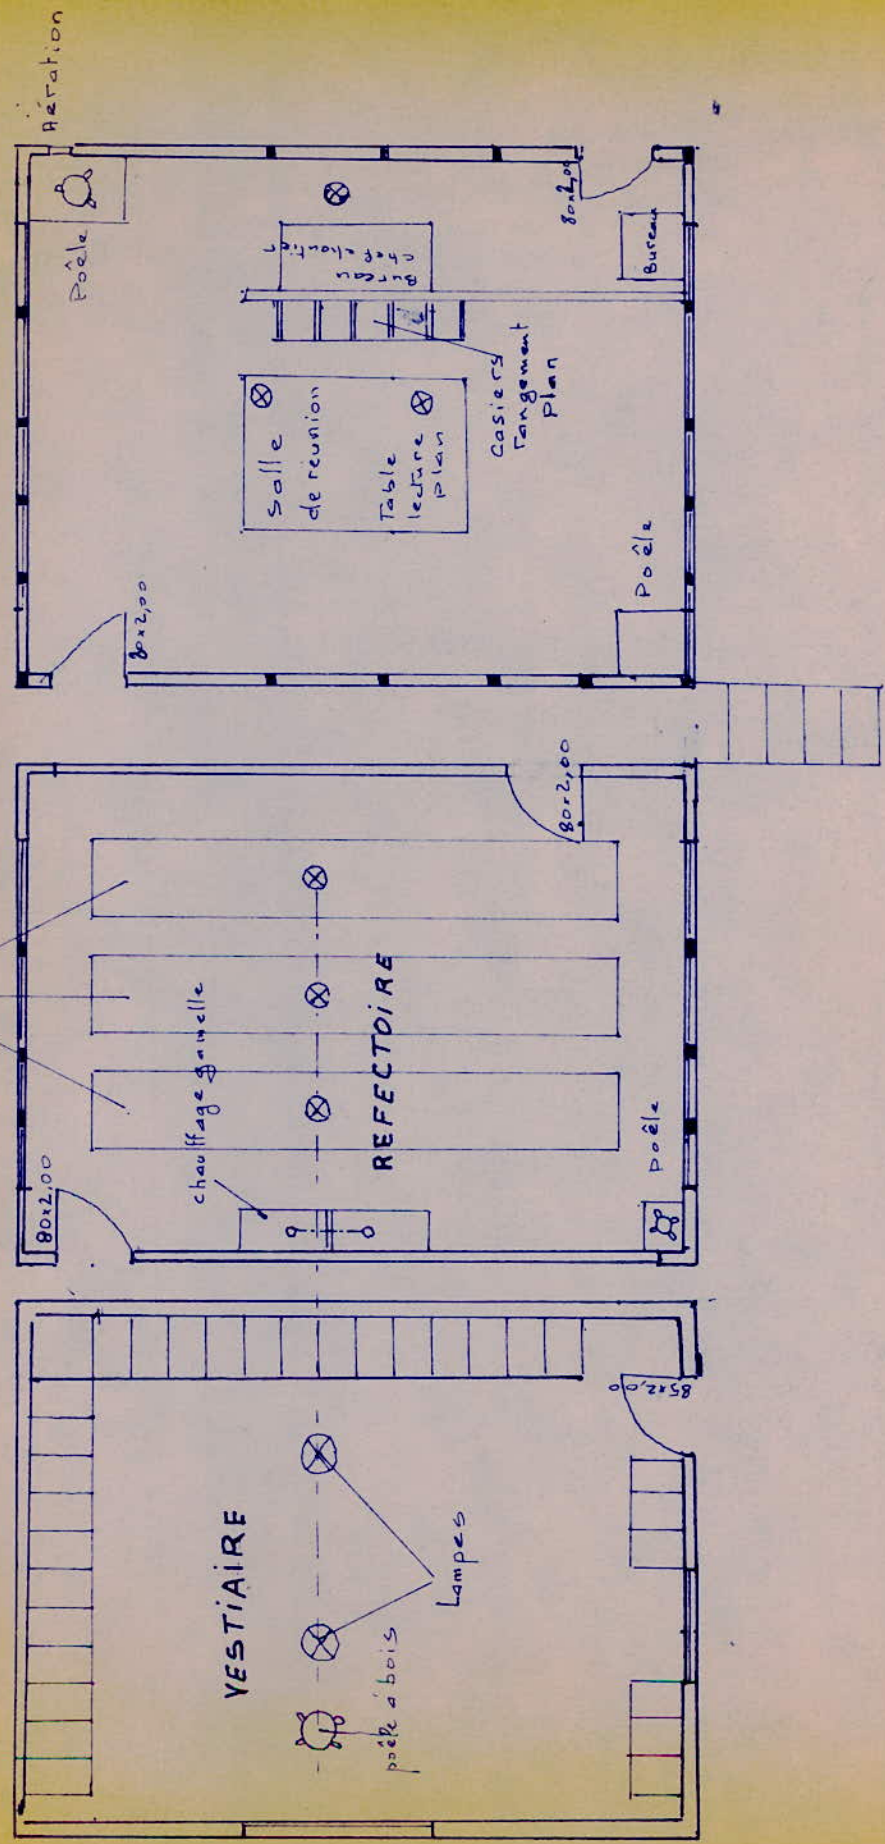 Aération
Poêle
Bureau
chef chantier
80x2,00
Bureau
Salle
de réunion
Table
lecture
plan
Casiers
rangement
plan
80x2,00
Poêle
80x2,00
chauffage gamelle
REFECTOIRE
80x2,00
poêle
VESTIAIRE
Lampes
poêle à bois
85x2,00